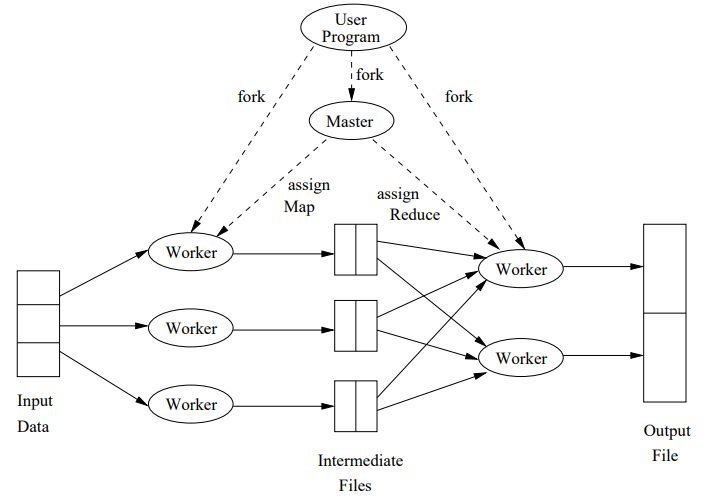 User
Program
fork
fork
fork
Master
assign
Map
assign
Reduce
Worker
Worker
Worker
Worker
Worker
Input
Data
Intermediate
Files
Output
File